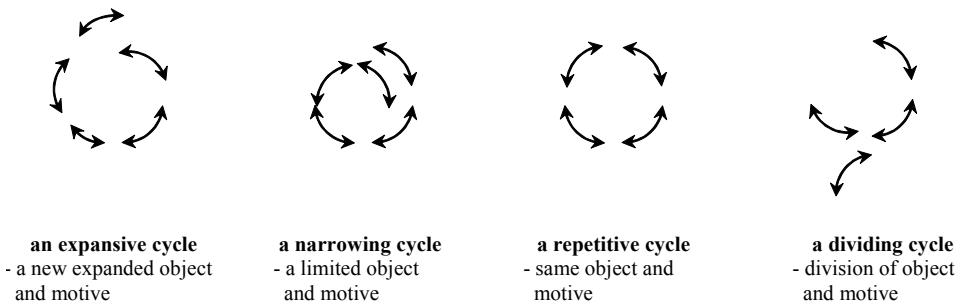 an expansive cycle
- a new expanded object
and motive
a narrowing cycle
- a limited object
and motive
a repetitive cycle
- same object and
motive
a dividing cycle
- division of object
and motive